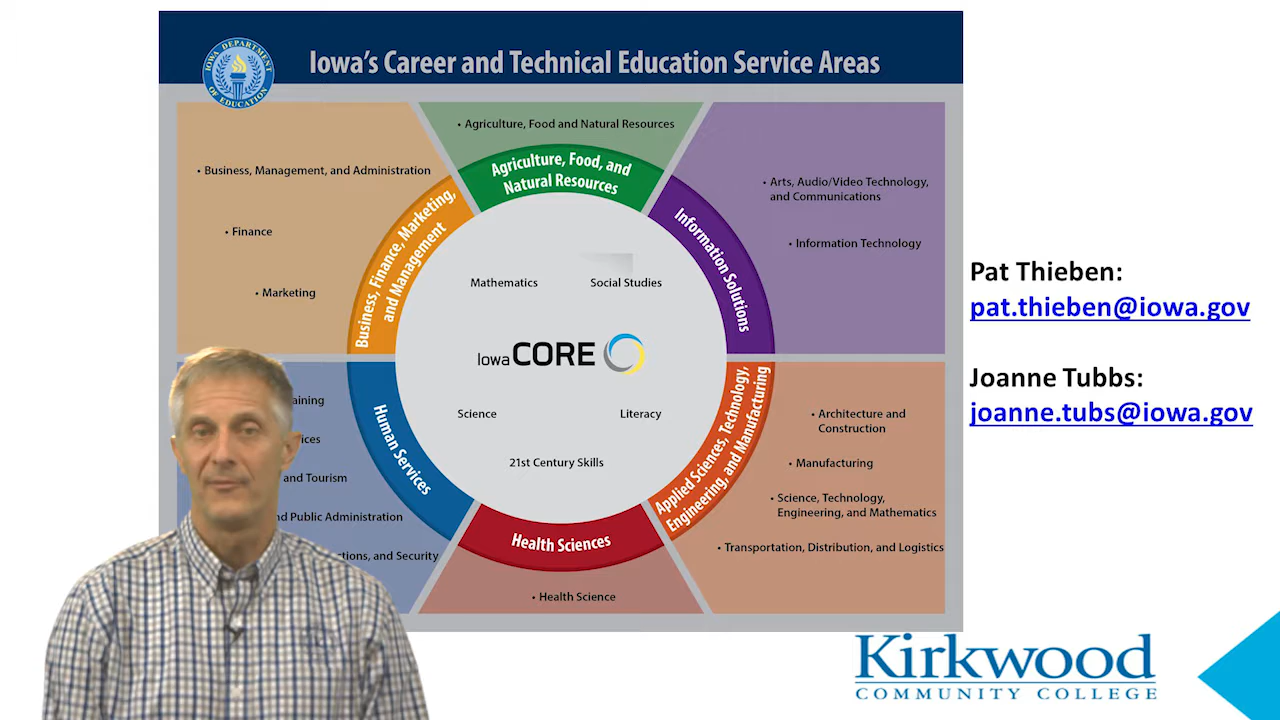 Iowa's Career and Technical Education Service Areas
IOWA DEPARTMENT
OF EDUCATION
• Agriculture, Food and Natural Resources
Agriculture, Food, and
Natural Resources
• Business, Management, and Administration
• Finance
• Marketing
Business, Finance, Marketing,
and Management
• Arts, Audio/Video Technology,
and Communications
• Information Technology
Information Solutions
Mathematics
Social Studies
Iowa CORE
Science
Literacy
21st Century Skills
Human Services
and Tourism
Public Administration
and Security
Health Sciences
• Health Science
Applied Sciences, Technology,
Engineering, and Manufacturing
• Architecture and
Construction
• Manufacturing
• Science, Technology,
Engineering, and Mathematics
• Transportation, Distribution, and Logistics
Pat Thieben:
pat.thieben@iowa.gov
Joanne Tubbs:
joanne.tubs@iowa.gov
Kirkwood
COMMUNITY COLLEGE